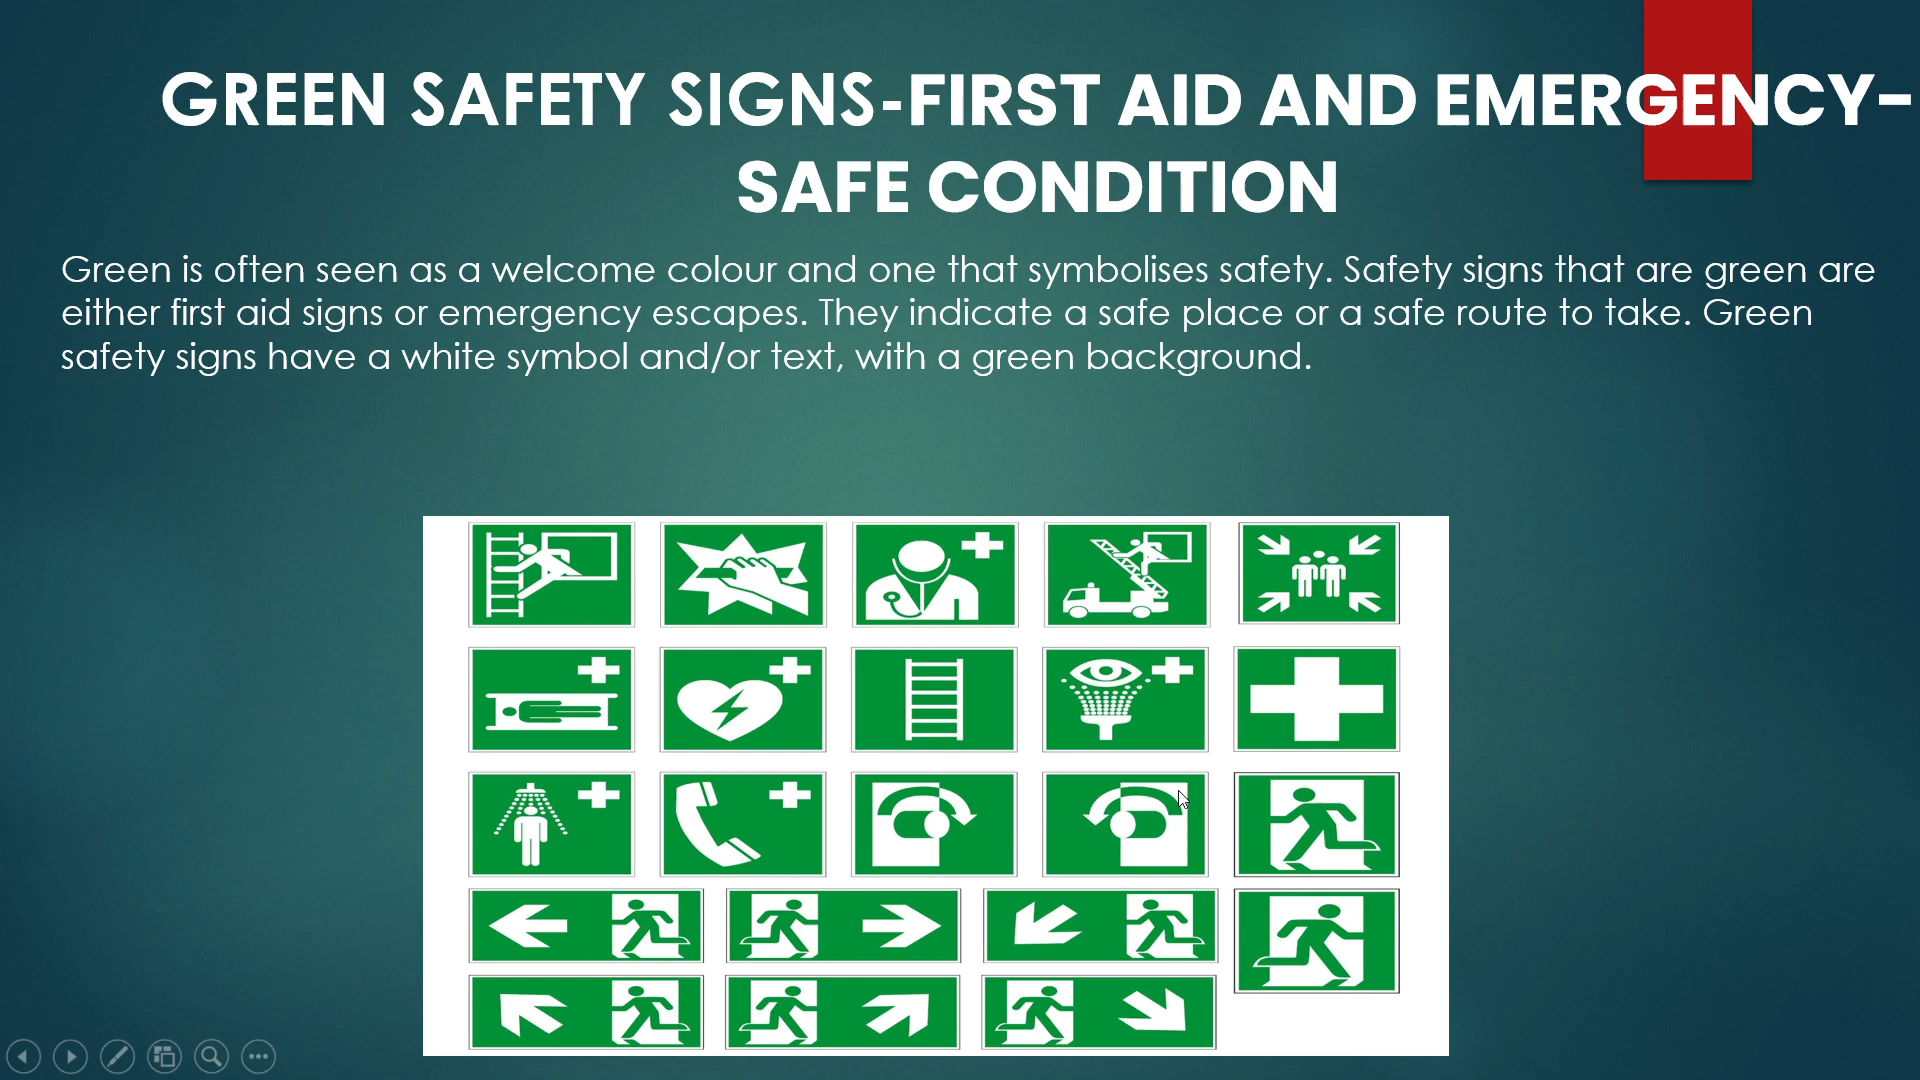 GREEN SAFETY SIGNS-FIRST AID AND EMERGENCY-
SAFE CONDITION
Green is often seen as a welcome colour and one that symbolises safety. Safety signs that are green are
either first aid signs or emergency escapes. They indicate a safe place or a safe route to take. Green
safety signs have a white symbol and/or text, with a green background.